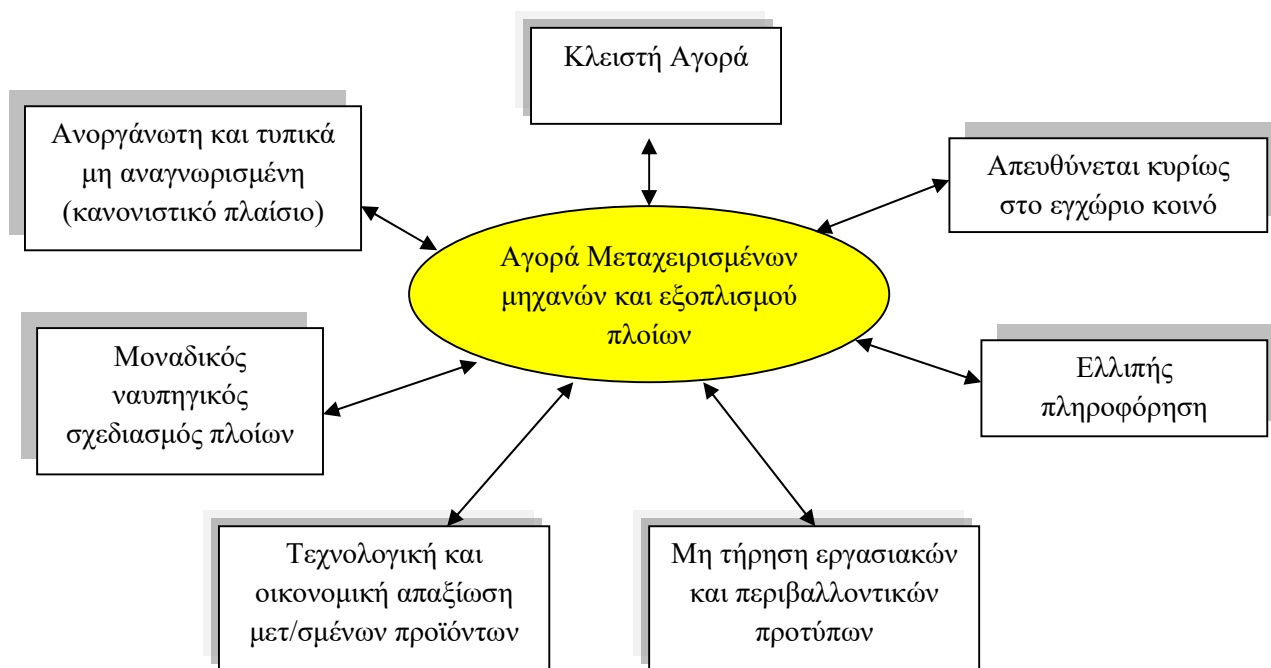 Κλειστή Αγορά
Ανοργάνωτη και τυπικά
μη αναγνωρισμένη
(κανονιστικό πλαίσιο)
Απευθύνεται κυρίως
στο εγχώριο κοινό
Αγορά Μεταχειρισμένων
μηχανών και εξοπλισμού
πλοίων
Μοναδικός
ναυπηγικός
σχεδιασμός πλοίων
Ελλιπής
πληροφόρηση
Τεχνολογική και
οικονομική απαξίωση
μετ/σμένων προϊόντων
Μη τήρηση εργασιακών
και περιβαλλοντικών
προτύπων